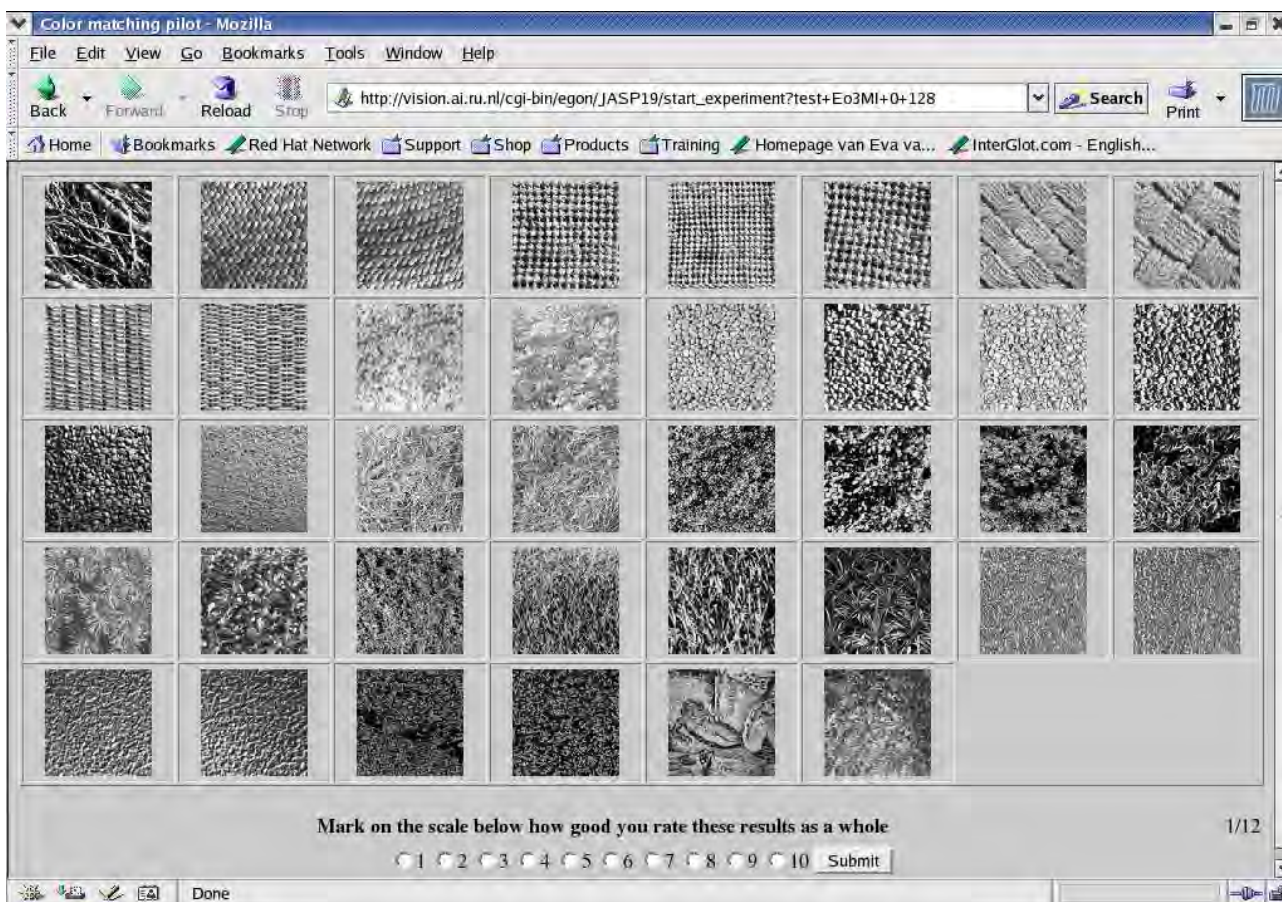 Color matching pilot - Mozilla
File Edit View Go Bookmarks Tools Window Help
Back Forward Reload Stop http://vision.ai.ru.nl/cgi-bin/egon/JASP19/start_experiment?test+Eo3MI+0+128 Search Print
Home Bookmarks Red Hat Network Support Shop Products Training Homepage van Eva va... InterGlot.com - English...
Mark on the scale below how good you rate these results as a whole 1/12
1 2 3 4 5 6 7 8 9 10 Submit
Done